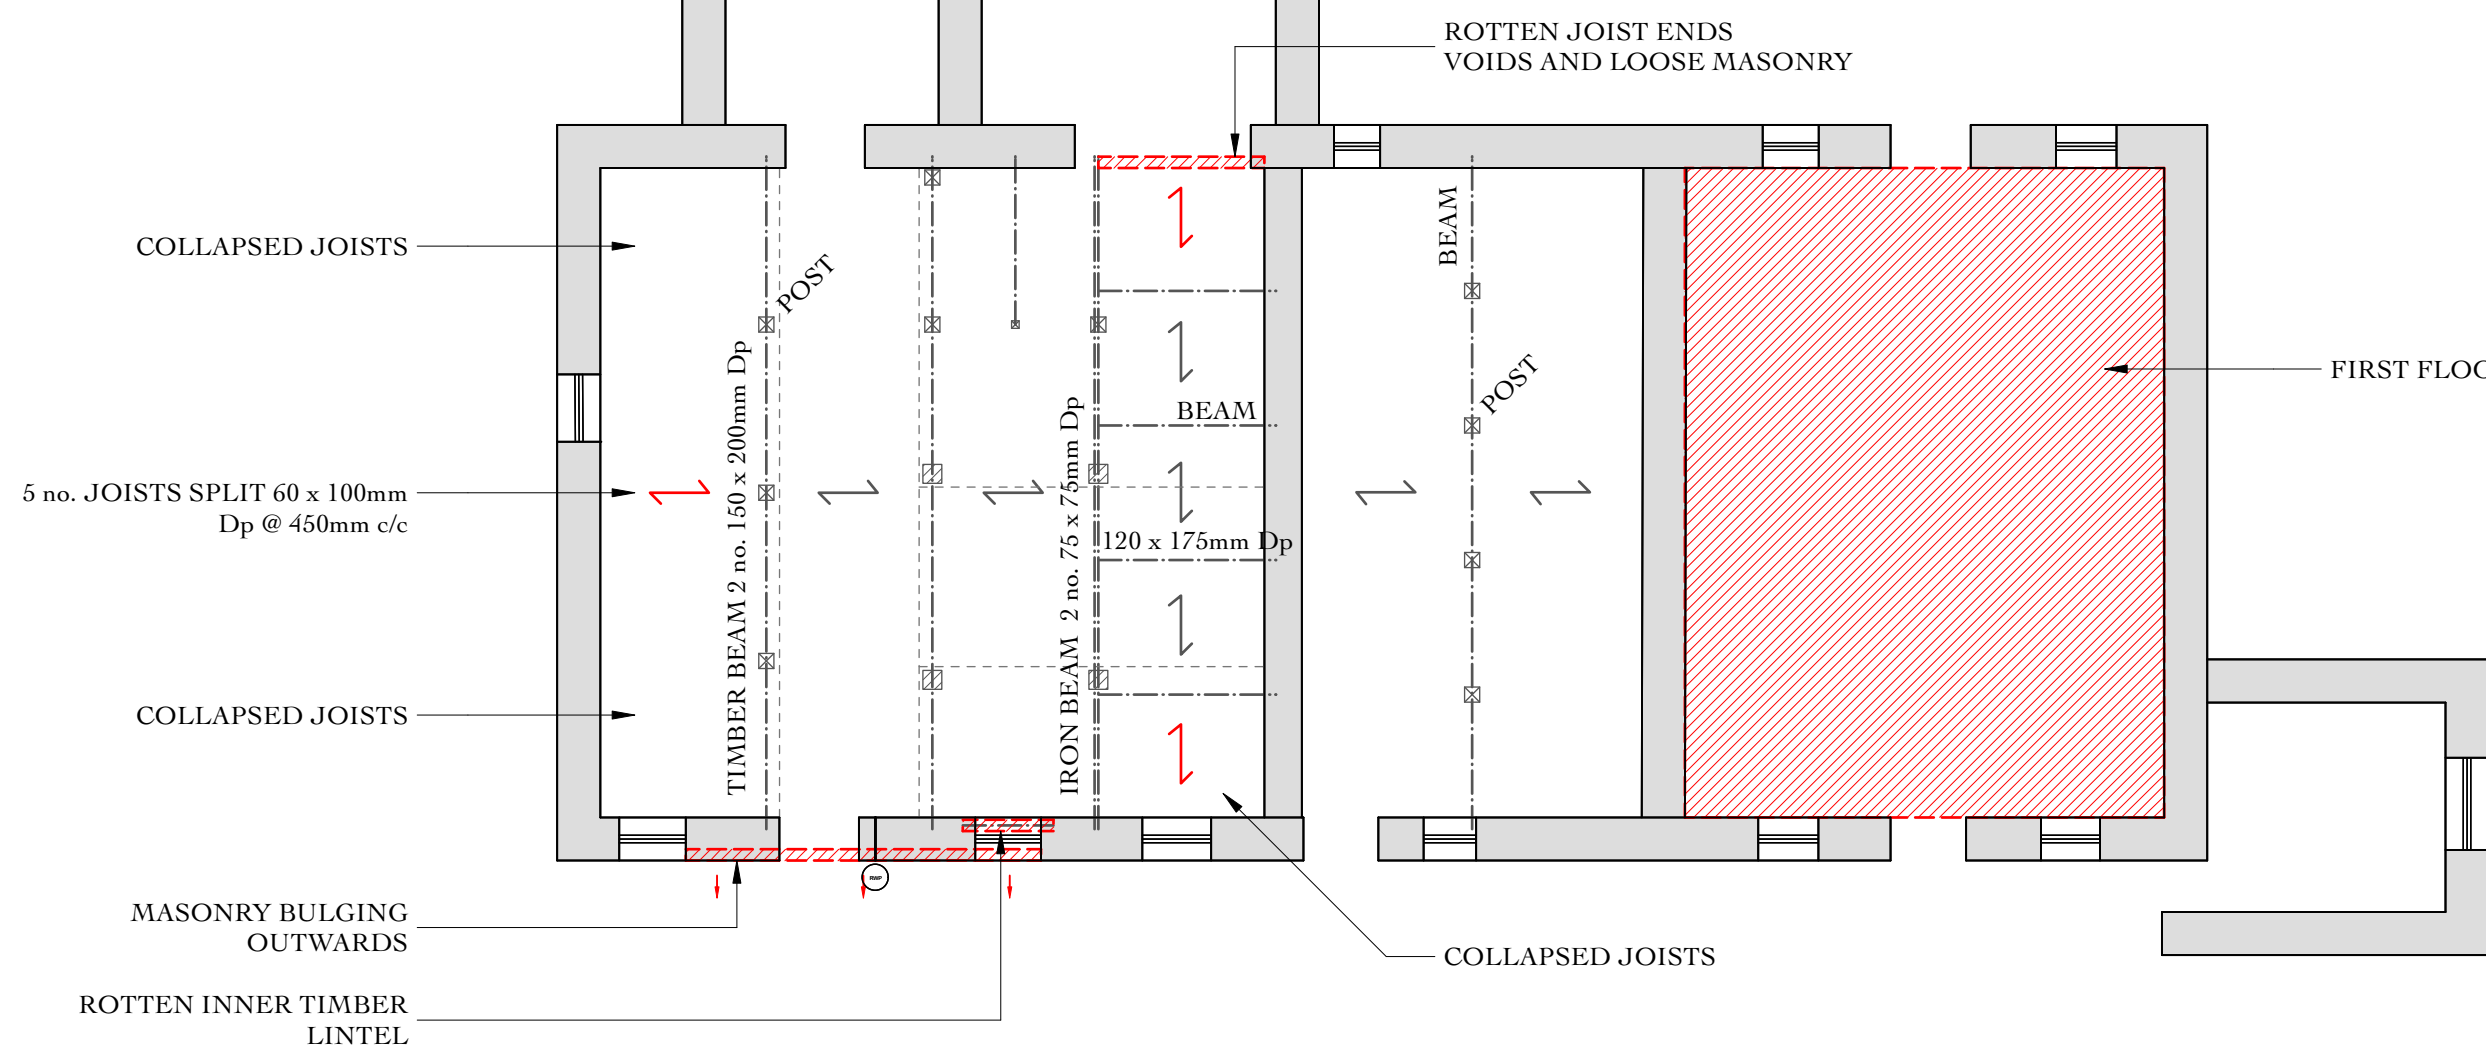 ROTTEN JOIST ENDS
VOIDS AND LOOSE MASONRY
COLLAPSED JOISTS
POST
BEAM
TIMBER BEAM 2 no. 150 x 200mm Dp
IRON BEAM 2 no. 75 x 75mm Dp
BEAM
POST
FIRST FLOO
5 no. JOISTS SPLIT 60 x 100mm
Dp @ 450mm c/c
120 x 175mm Dp
COLLAPSED JOISTS
RWP
MASONRY BULGING
OUTWARDS
COLLAPSED JOISTS
ROTTEN INNER TIMBER
LINTEL